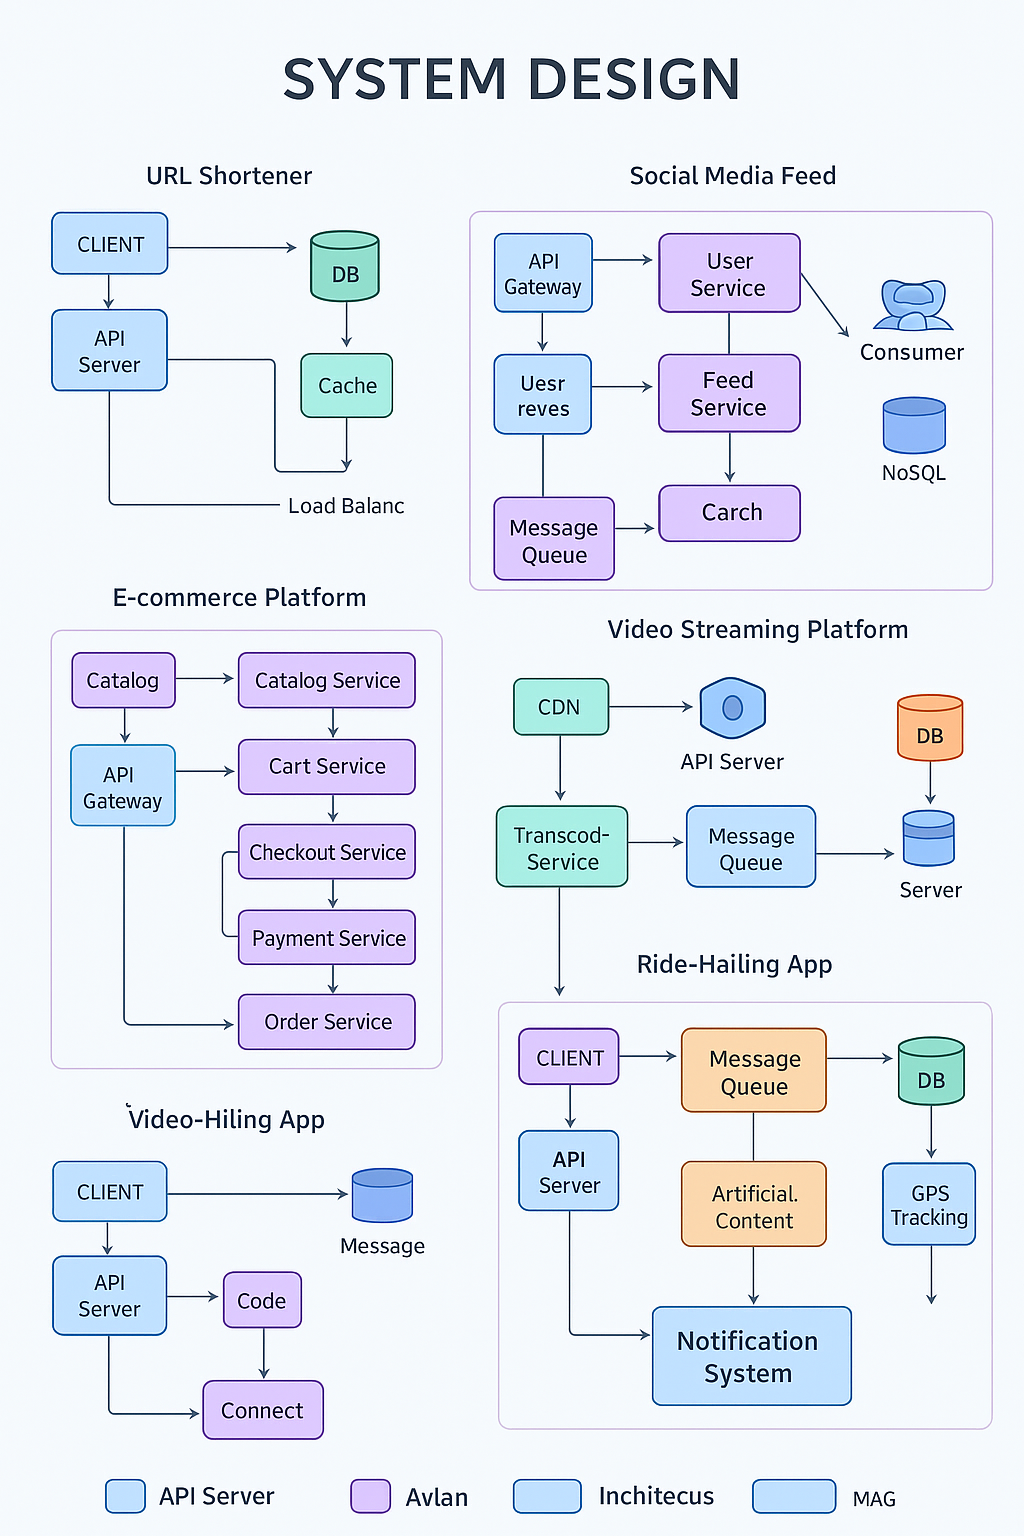 SYSTEM DESIGN
URL Shortener
CLIENT
DB
API
Server
Cache
Load Balanc
Social Media Feed
API
Gateway
User
Service
Consumer
Uesr
reves
Feed
Service
NoSQL
Message
Queue
Carch
E-commerce Platform
Catalog
Catalog Service
API
Gateway
Cart Service
Checkout Service
Payment Service
Order Service
Video Streaming Platform
CDN
API Server
DB
Transcod-
Service
Message
Queue
Server
Video-Hiling App
CLIENT
Message
API
Server
Code
Connect
Ride-Hailing App
CLIENT
Message
Queue
DB
API
Server
Artificial.
Content
GPS
Tracking
Notification
System
API Server
Avlan
Inchitecus
MAG